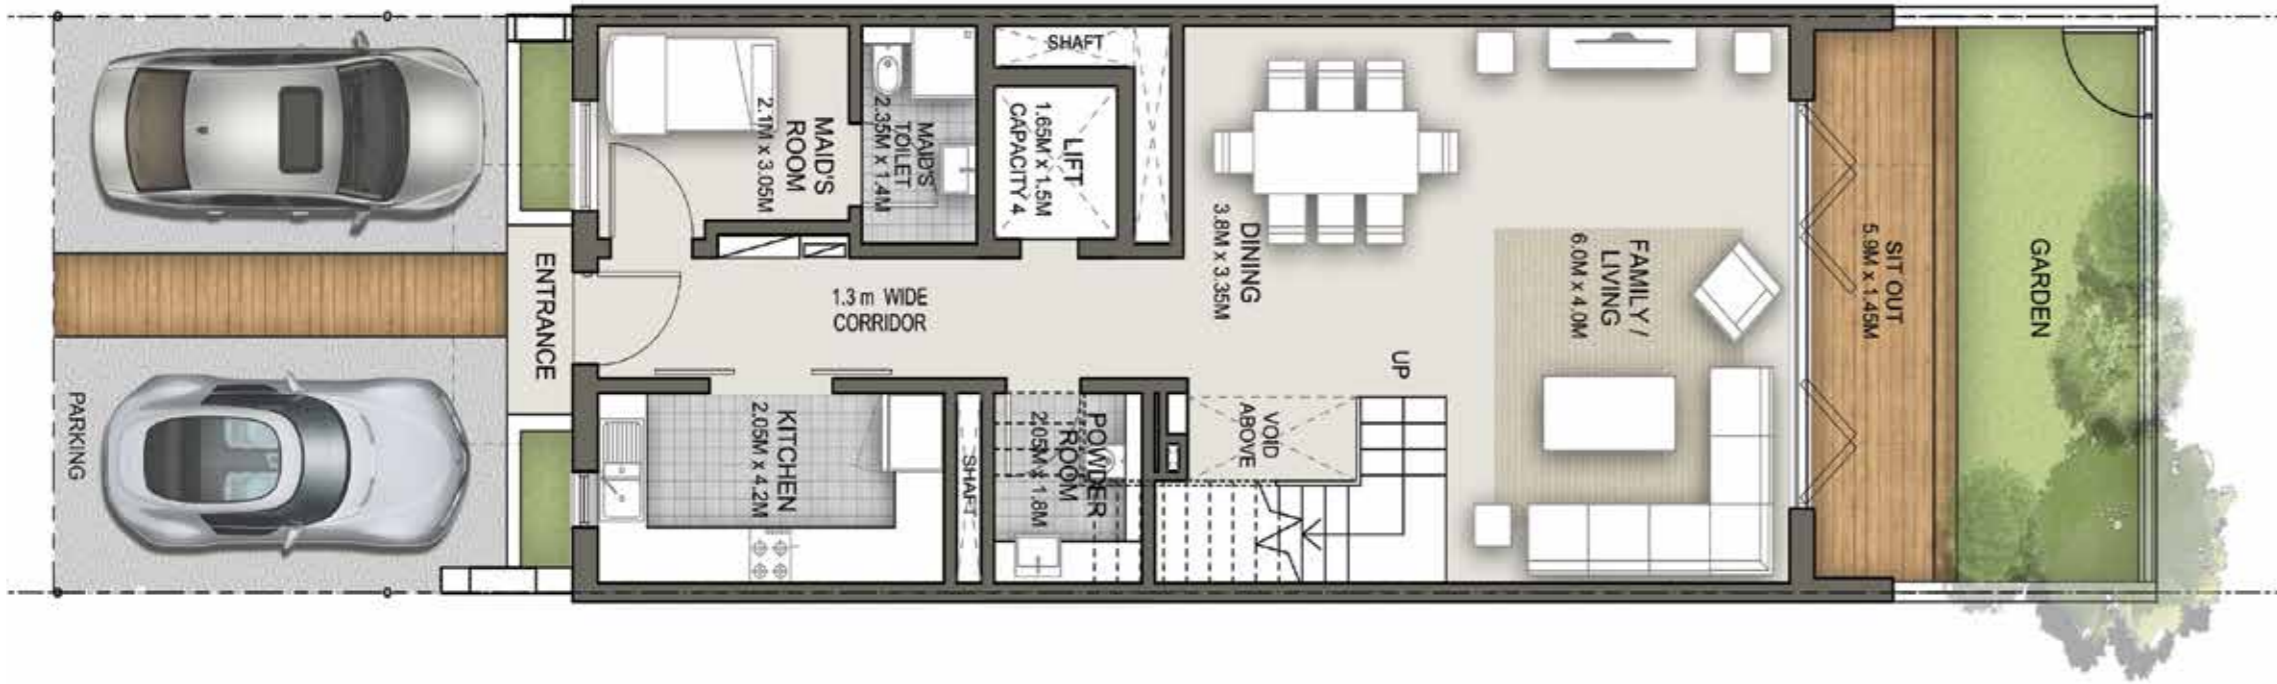 PARKING
ENTRANCE
MAID'S
ROOM
2.1M x 3.05M
MAID'S
TOILET
2.35M x 1.4M
SHAFT
LIFT
1.65M x 1.5M
CAPACITY 4
1.3 m WIDE
CORRIDOR
KITCHEN
2.05M x 4.2M
SHAFT
POWDER
ROOM
2.05M x 1.8M
DINING
3.8M x 3.35M
VOID
ABOVE
UP
FAMILY /
LIVING
6.0M x 4.0M
SIT OUT
5.9M x 1.45M
GARDEN